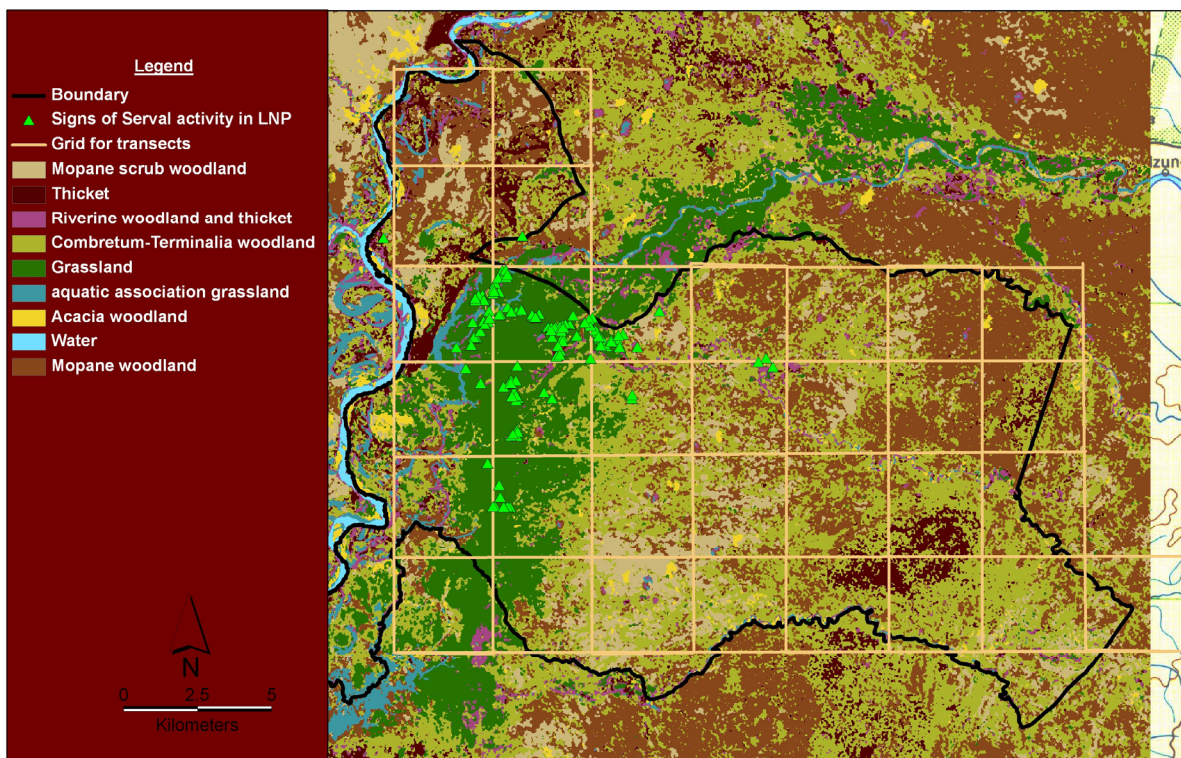 Legend
Boundary
Signs of Serval activity in LNP
Grid for transects
Mopane scrub woodland
Thicket
Riverine woodland and thicket
Combretum-Terminalia woodland
Grassland
aquatic association grassland
Acacia woodland
Water
Mopane woodland
N
0 2.5 5
Kilometers